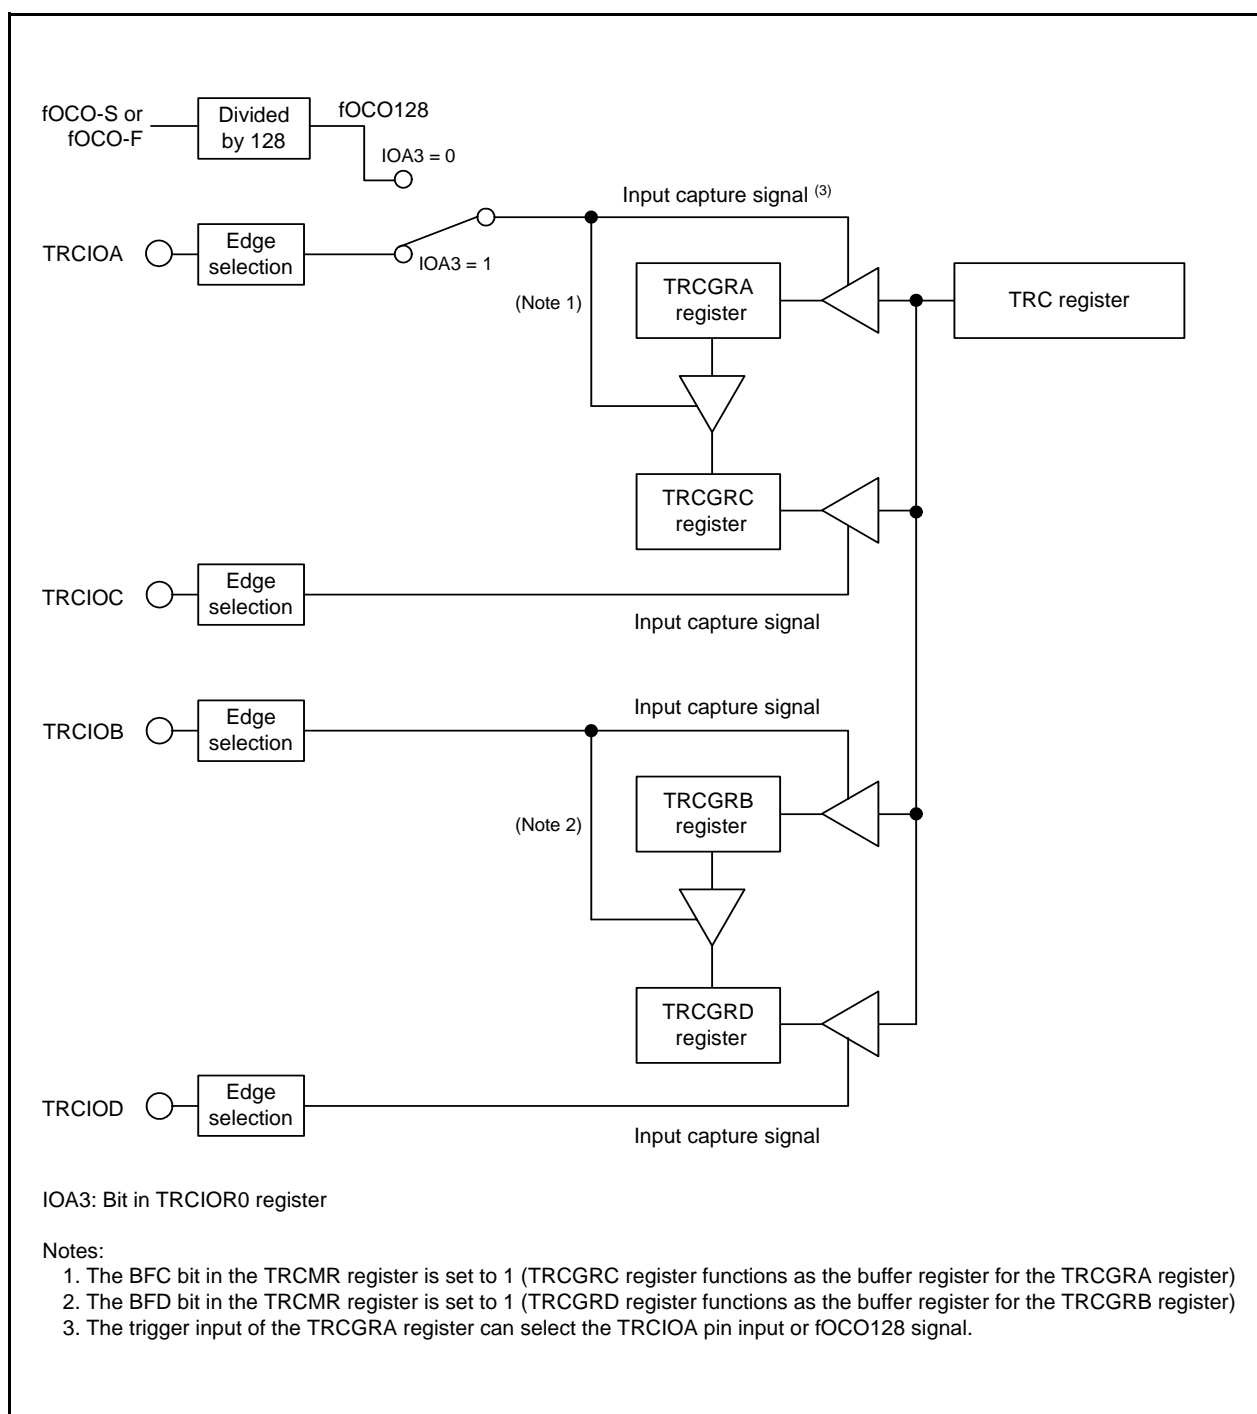 fOCO-S or
fOCO-F
Divided
by 128
fOCO128
IOA3 = 0
Input capture signal (3)
TRCIOA
Edge
selection
IOA3 = 1
(Note 1)
TRCGRA
register
TRC register
TRCGRC
register
TRCIOC
Edge
selection
Input capture signal
Input capture signal
TRCIOB
Edge
selection
(Note 2)
TRCGRB
register
TRCGRD
register
TRCIOD
Edge
selection
Input capture signal
IOA3: Bit in TRCIOR0 register
Notes:
1. The BFC bit in the TRCMR register is set to 1 (TRCGRC register functions as the buffer register for the TRCGRA register)
2. The BFD bit in the TRCMR register is set to 1 (TRCGRD register functions as the buffer register for the TRCGRB register)
3. The trigger input of the TRCGRA register can select the TRCIOA pin input or fOCO128 signal.